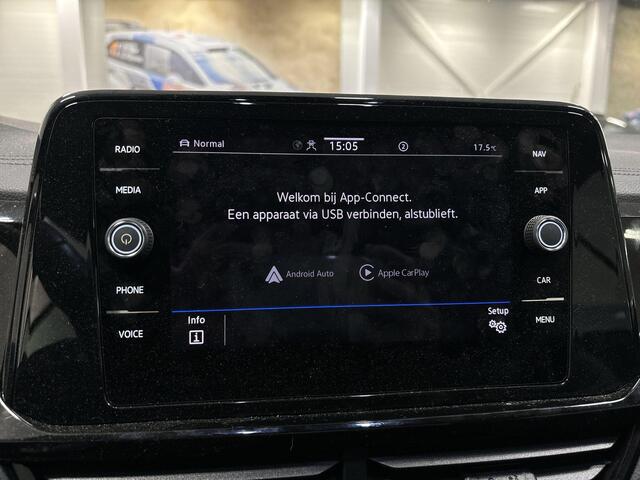 RADIO
MEDIA
PHONE
VOICE
Normal
15:05
2
17.5°C
Welkom bij App-Connect.
Een apparaat via USB verbinden, alstublieft.
Android Auto
Apple CarPlay
Info
Setup
NAV
APP
CAR
MENU